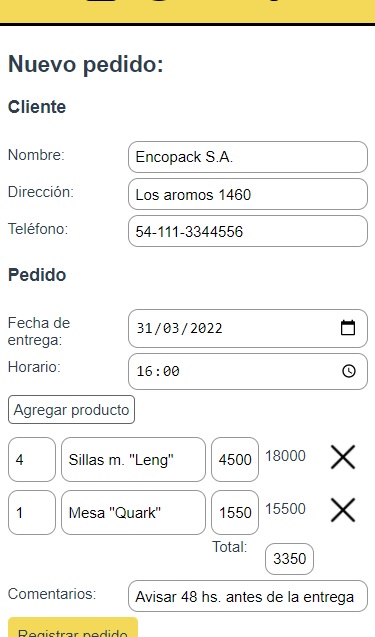 Nuevo pedido:
Cliente
Nombre: Encopack S.A.
Dirección: Los aromos 1460
Teléfono: 54-111-3344556
Pedido
Fecha de
entrega: 31/03/2022
Horario: 16:00
Agregar producto
4 Sillas m. "Leng" 4500 18000
1 Mesa "Quark" 1550 15500
Total: 3350
Comentarios: Avisar 48 hs. antes de la entrega
Registrar pedido